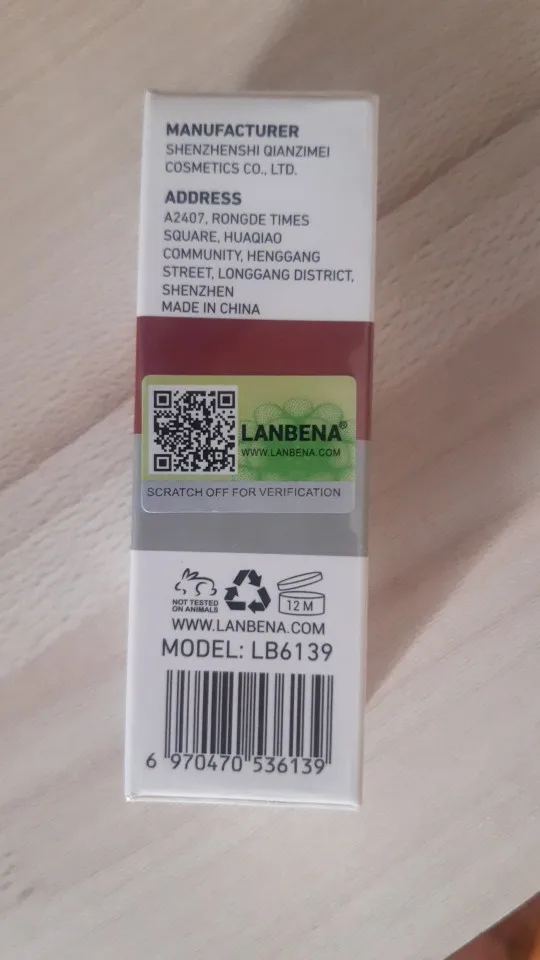 MANUFACTURER
SHENZHENSHI QIANZIMEI
COSMETICS CO., LTD.
ADDRESS
A2407, RONGDE TIMES
SQUARE, HUAQIAO
COMMUNITY, HENGGANG
STREET, LONGGANG DISTRICT,
SHENZHEN
MADE IN CHINA
LANBENA®
WWW.LANBENA.COM
SCRATCH OFF FOR VERIFICATION
NOT TESTED
ON ANIMALS
12 M
WWW.LANBENA.COM
MODEL: LB6139
6 970470 536139